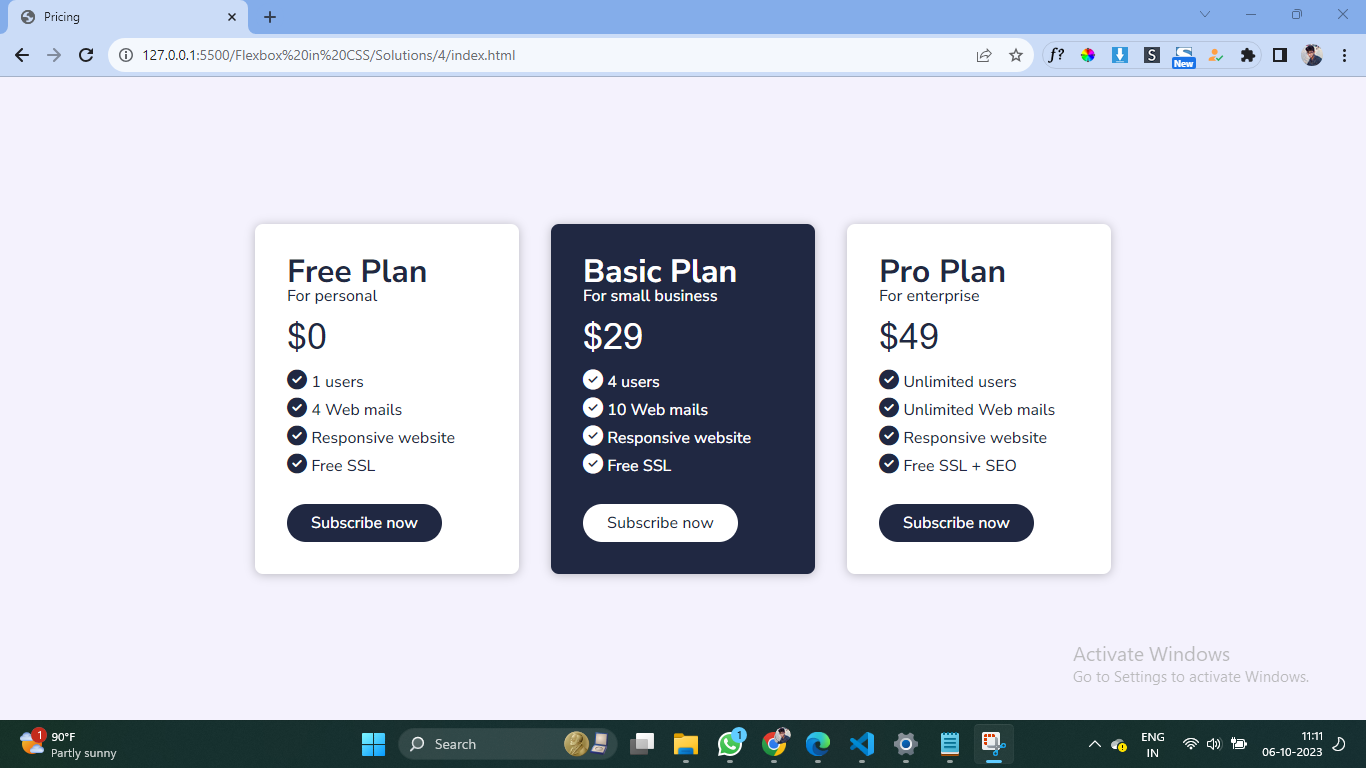 Pricing
127.0.0.1:5500/Flexbox%20in%20CSS/Solutions/4/index.html
f?
S
New
Free Plan
For personal
$0
1 users
4 Web mails
Responsive website
Free SSL
Subscribe now
Basic Plan
For small business
$29
4 users
10 Web mails
Responsive website
Free SSL
Subscribe now
Pro Plan
For enterprise
$49
Unlimited users
Unlimited Web mails
Responsive website
Free SSL + SEO
Subscribe now
Activate Windows
Go to Settings to activate Windows.
1
90°F
Partly sunny
Search
1
ENG
IN
11:11
06-10-2023